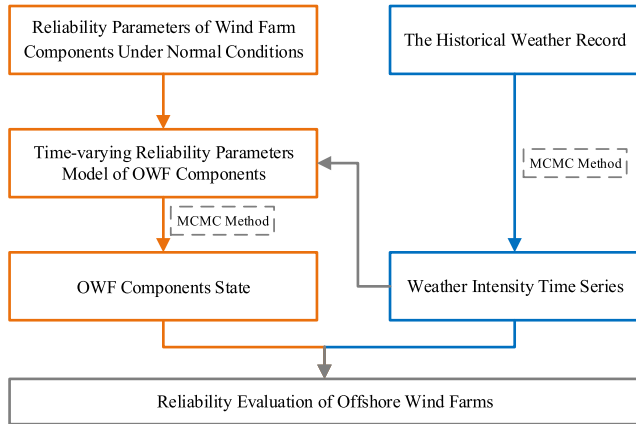 Reliability Parameters of Wind Farm
Components Under Normal Conditions
The Historical Weather Record
Time-varying Reliability Parameters
Model of OWF Components
MCMC Method
MCMC Method
OWF Components State
Weather Intensity Time Series
Reliability Evaluation of Offshore Wind Farms